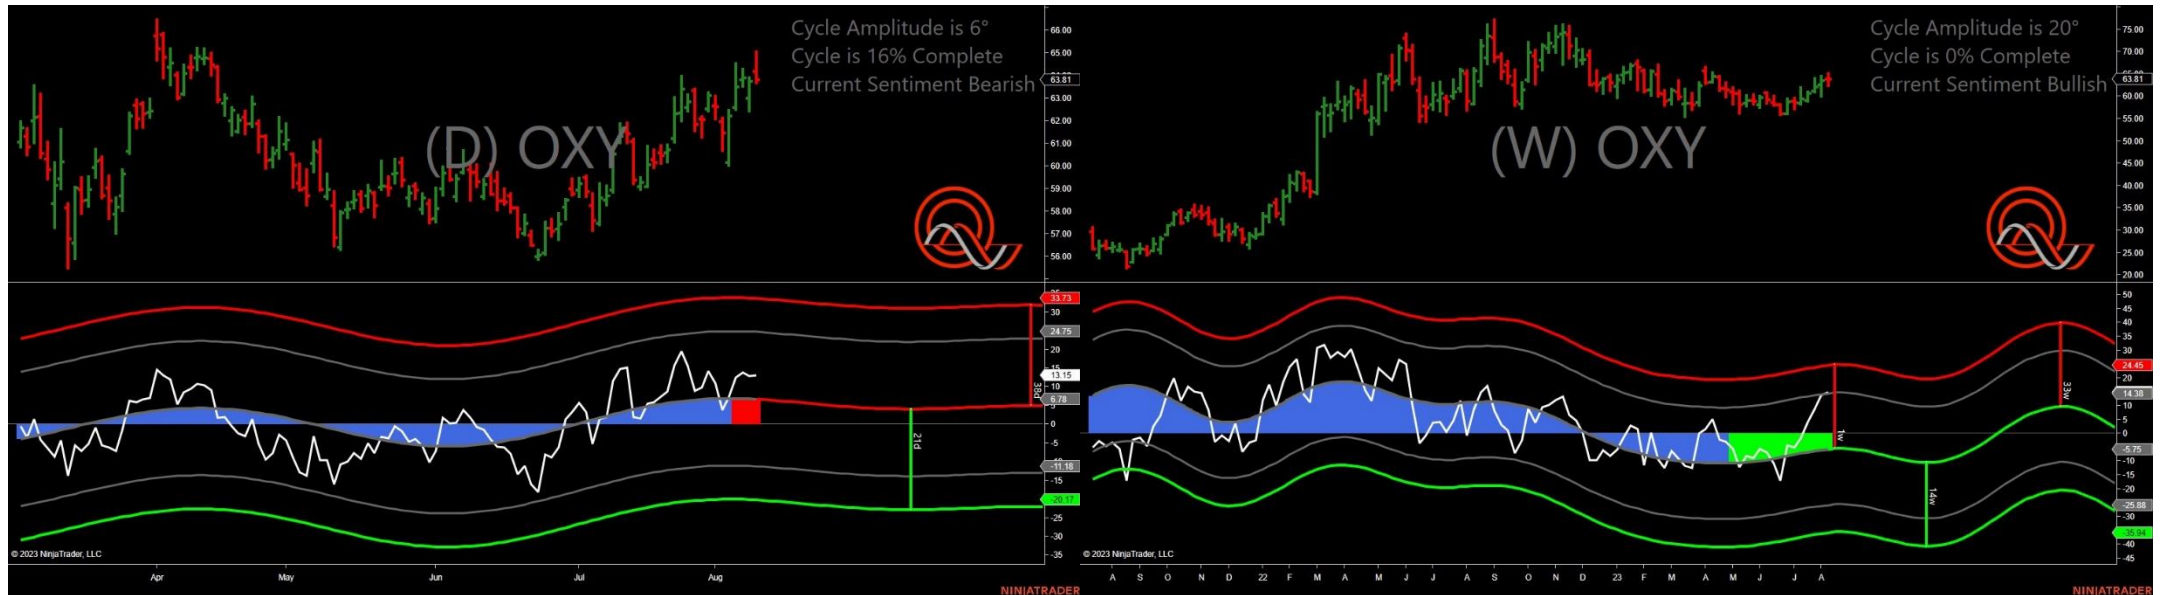 Cycle Amplitude is 6°
Cycle is 16% Complete
Current Sentiment Bearish
(D) OXY
66.00
65.00
63.81
63.00
62.00
61.00
60.00
59.00
58.00
57.00
56.00
33.73
30
24.75
20
13.15
10
6.78
5
0
-5
-11.18
-15
-20.17
-25
-30
-35
38d
21d
© 2023 NinjaTrader, LLC
Apr
May
Jun
Jul
Aug
NINJATRADER
Cycle Amplitude is 20°
Cycle is 0% Complete
Current Sentiment Bullish
(W) OXY
75.00
70.00
63.81
60.00
55.00
50.00
45.00
40.00
35.00
30.00
25.00
20.00
50
45
40
35
30
24.45
20
14.38
10
5
0
-5.75
-10
-15
-20
-25.88
-30
-35.94
-40
-45
1w
14w
33w
© 2023 NinjaTrader, LLC
A S O N D 22 F M A M J J A S O N D 23 F M A M J J A
NINJATRADER